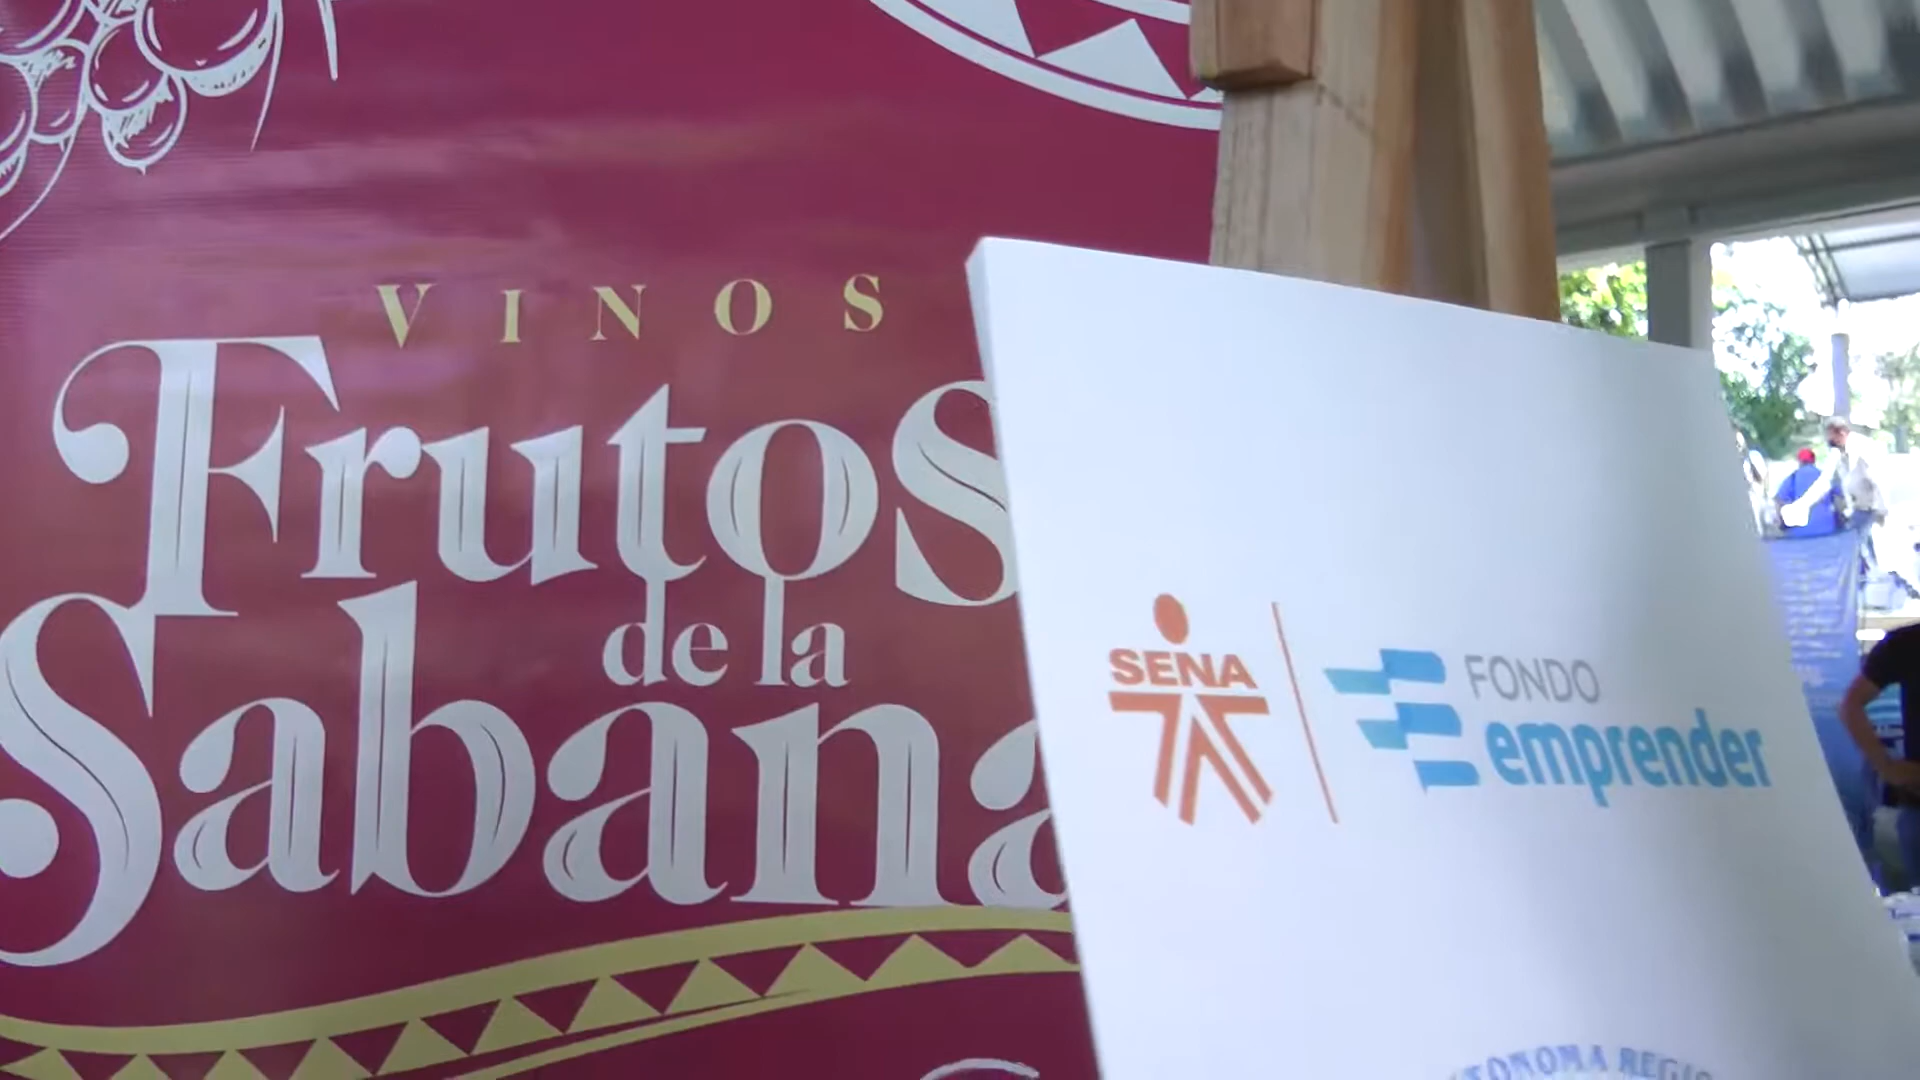 VINOS
Frutos
de la
Sabana
SENA
FONDO
emprender